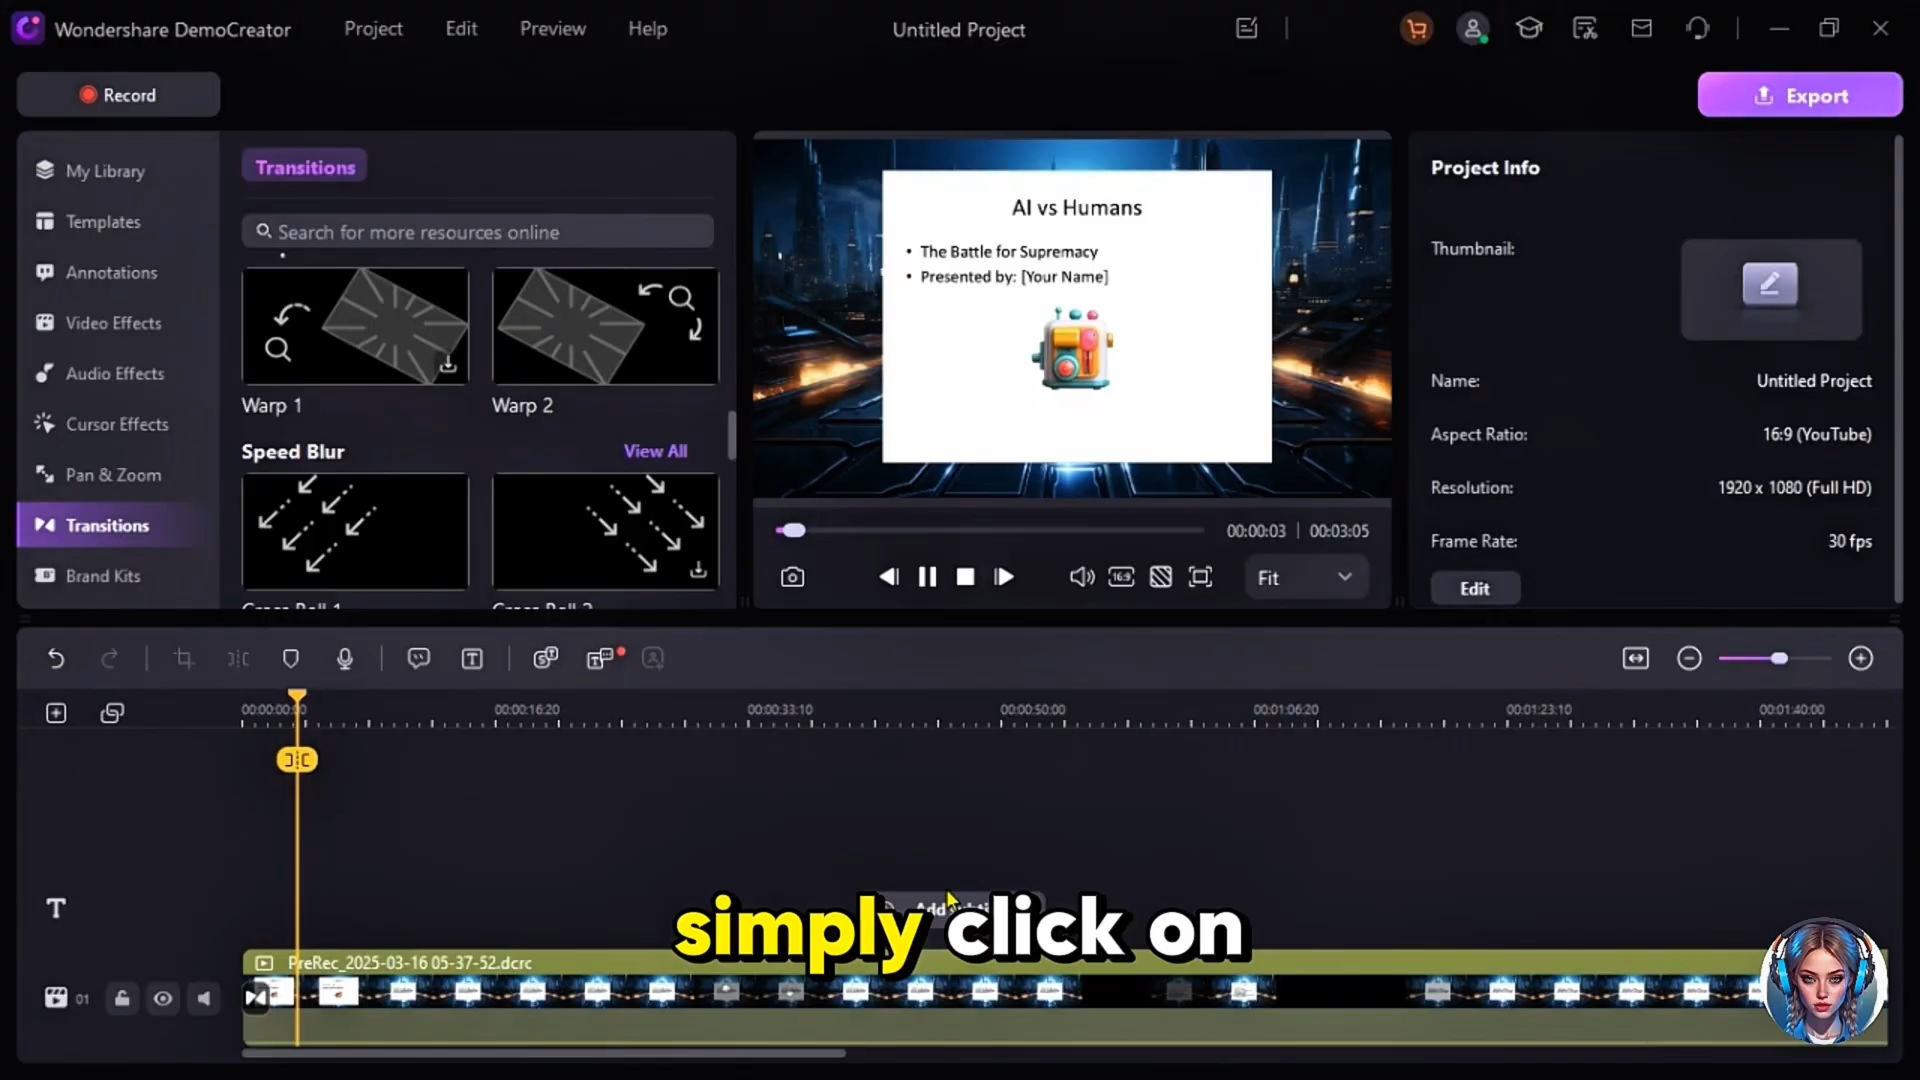 Wondershare DemoCreator
Project
Edit
Preview
Help
Untitled Project
Record
Export
My Library
Templates
Annotations
Video Effects
Audio Effects
Cursor Effects
Pan & Zoom
Transitions
Brand Kits
Transitions
Search for more resources online
Warp 1
Warp 2
Speed Blur
View All
AI vs Humans
• The Battle for Supremacy
• Presented by: [Your Name]
00:00:03 | 00:03:05
16:9
Fit
Project Info
Thumbnail:
Name:
Untitled Project
Aspect Ratio:
16:9 (YouTube)
Resolution:
1920 x 1080 (Full HD)
Frame Rate:
30 fps
Edit
00:00:16:20
00:00:33:10
00:00:50:00
00:01:06:20
00:01:23:10
00:01:40:00
simply click on
PreRec_2025-03-16 05-37-52.dcrc
01